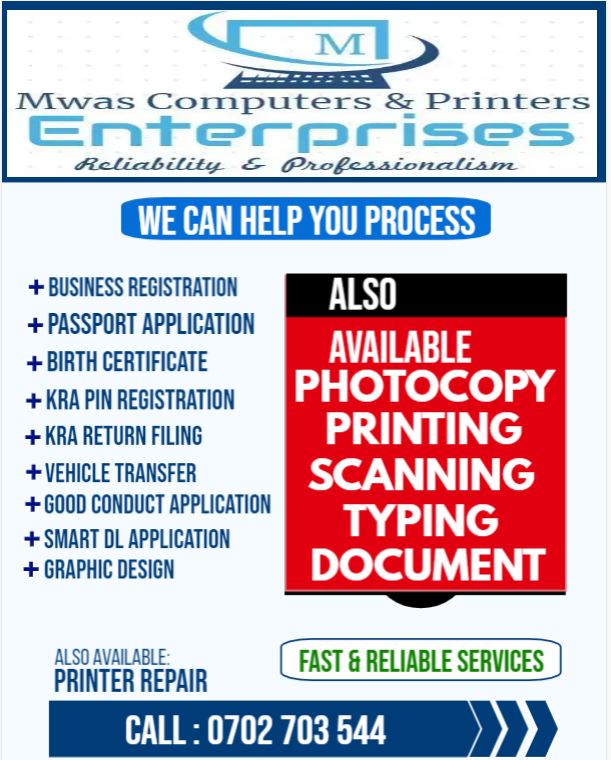 M
Mwas Computers & Printers
Enterprises
Reliability & Professionalism
WE CAN HELP YOU PROCESS
+ BUSINESS REGISTRATION
+ PASSPORT APPLICATION
+ BIRTH CERTIFICATE
+ KRA PIN REGISTRATION
+ KRA RETURN FILING
+ VEHICLE TRANSFER
+ GOOD CONDUCT APPLICATION
+ SMART DL APPLICATION
+ GRAPHIC DESIGN
ALSO
AVAILABLE
PHOTOCOPY
PRINTING
SCANNING
TYPING
DOCUMENT
ALSO AVAILABLE:
PRINTER REPAIR
FAST & RELIABLE SERVICES
CALL : 0702 703 544